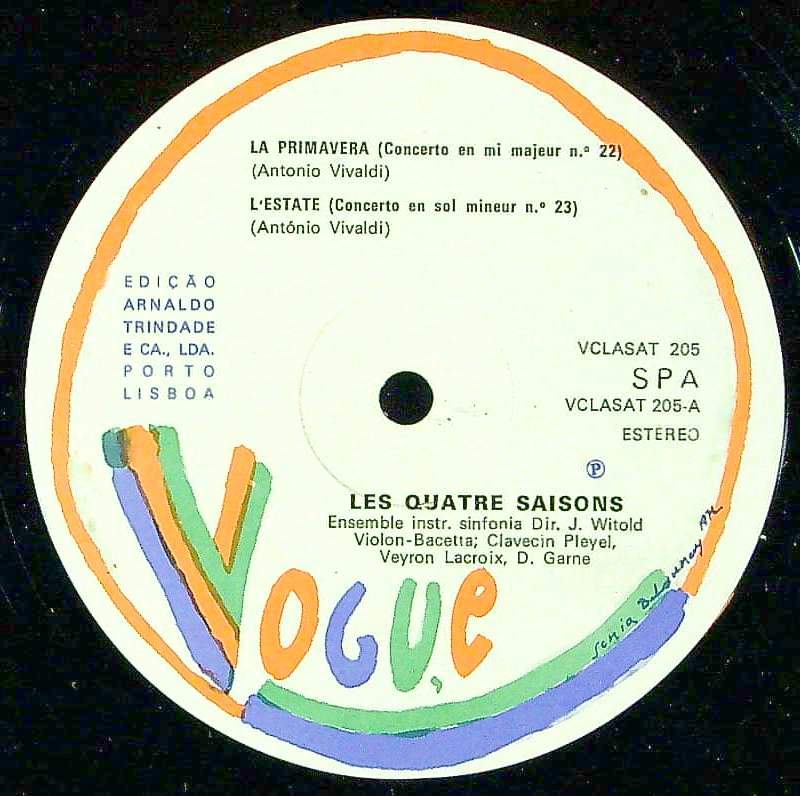 LA PRIMAVERA (Concerto en mi majeur n.º 22)
(Antonio Vivaldi)
L'ESTATE (Concerto en sol mineur n.º 23)
(António Vivaldi)
EDIÇÃO
ARNALDO
TRINDADE
E CA., LDA.
PORTO
LISBOA
VCLASAT 205
SPA
VCLASAT 205-A
ESTEREO
Ⓟ
LES QUATRE SAISONS
Ensemble instr. sinfonia Dir. J. Witold
Violon-Bacetta; Clavecin Pleyel,
Veyron Lacroix, D. Garne
VOGUE
Sonia Delaunay